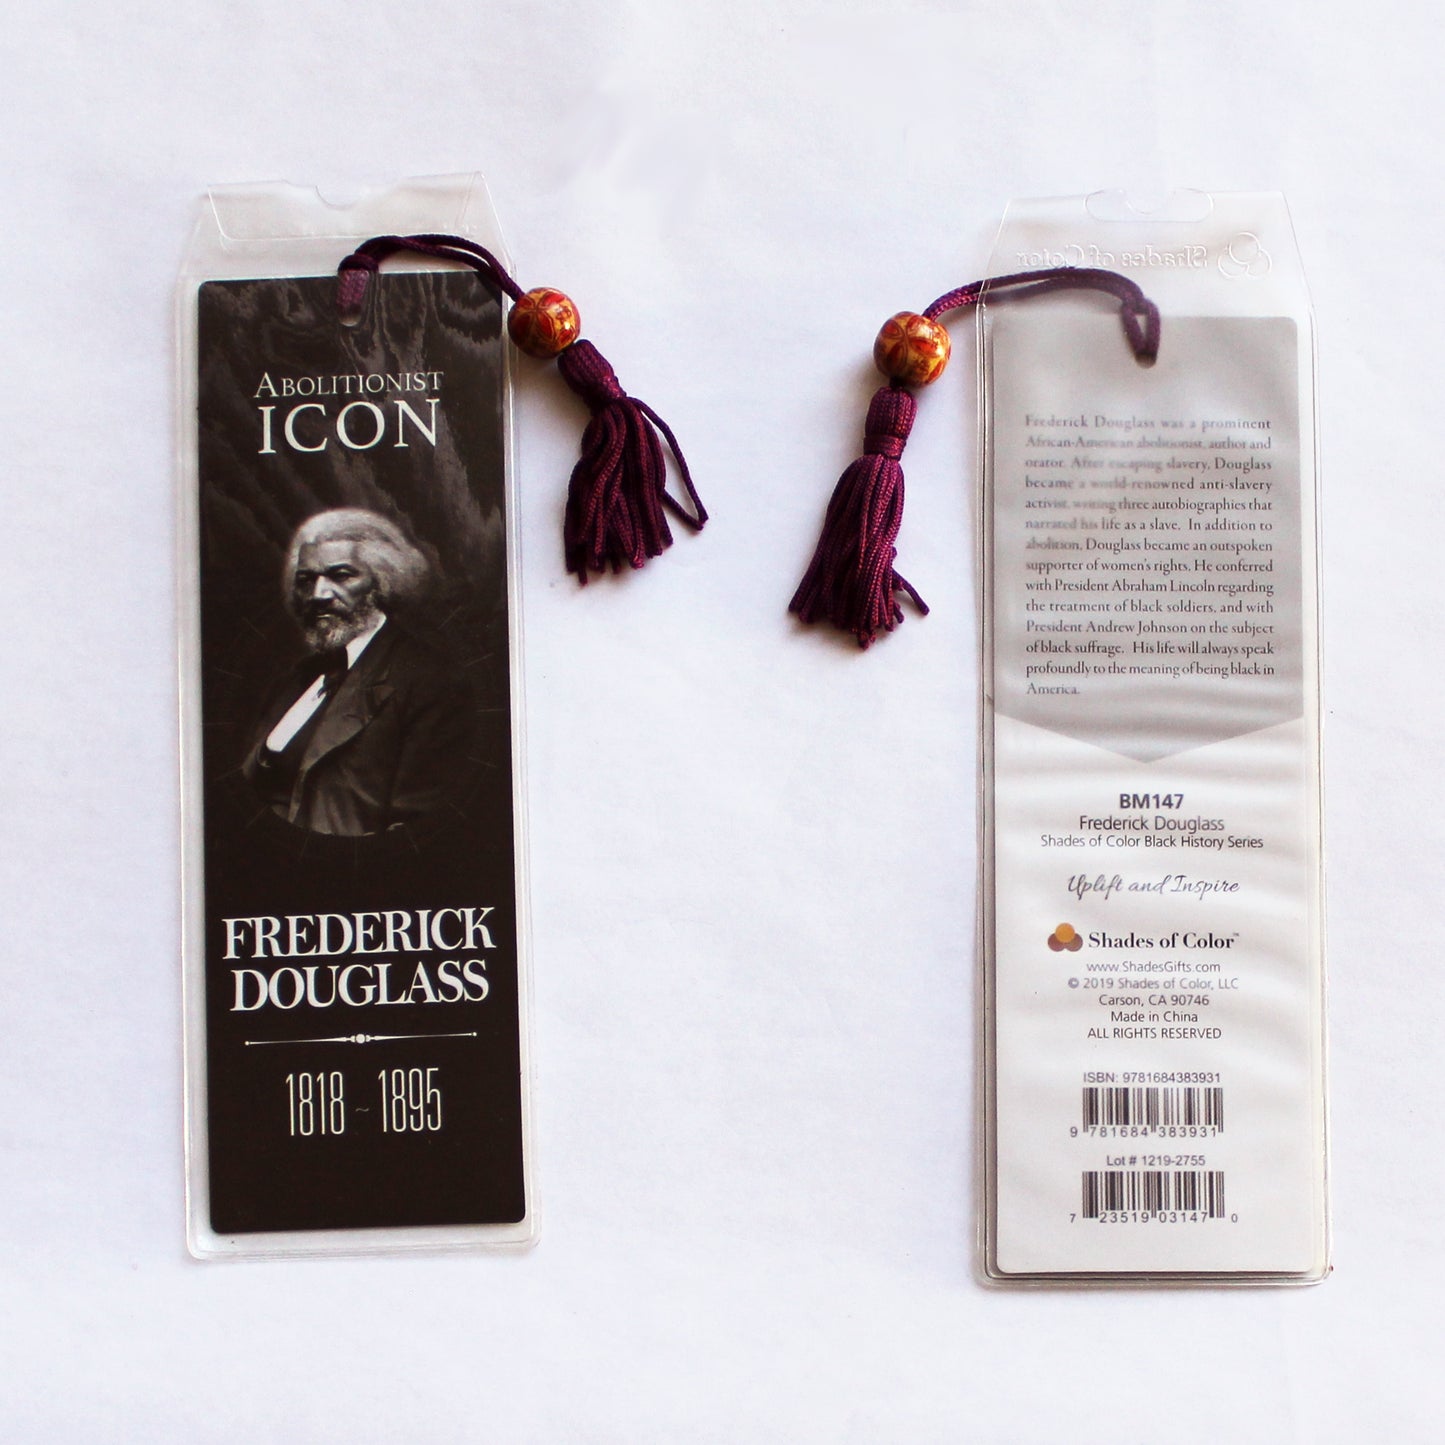 ABOLITIONIST
ICON
FREDERICK
DOUGLASS
1818 ~ 1895
Shades of Color
Frederick Douglass was a prominent
African-American abolitionist, author and
orator. After escaping slavery, Douglass
became a world-renowned anti-slavery
activist, writing three autobiographies that
narrated his life as a slave. In addition to
abolition, Douglass became an outspoken
supporter of women's rights. He conferred
with President Abraham Lincoln regarding
the treatment of black soldiers, and with
President Andrew Johnson on the subject
of black suffrage. His life will always speak
profoundly to the meaning of being black in
America.
BM147
Frederick Douglass
Shades of Color Black History Series
Uplift and Inspire
Shades of Color™
www.ShadesGifts.com
© 2019 Shades of Color, LLC
Carson, CA 90746
Made in China
ALL RIGHTS RESERVED
ISBN: 9781684383931
9 781684 383931
Lot # 1219-2755
7 23519 03147 0